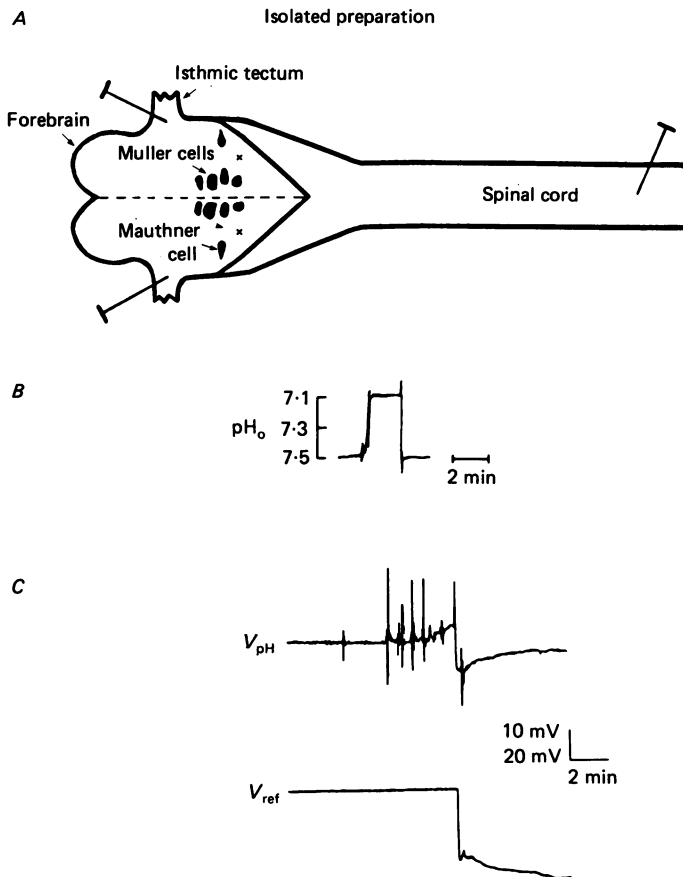 A
Isolated preparation
Isthmic tectum
Forebrain
Muller cells
Spinal cord
Mauthner
cell
B
7·1
pHo
7·3
7·5
2 min
C
VpH
10 mV
20 mV
2 min
Vref